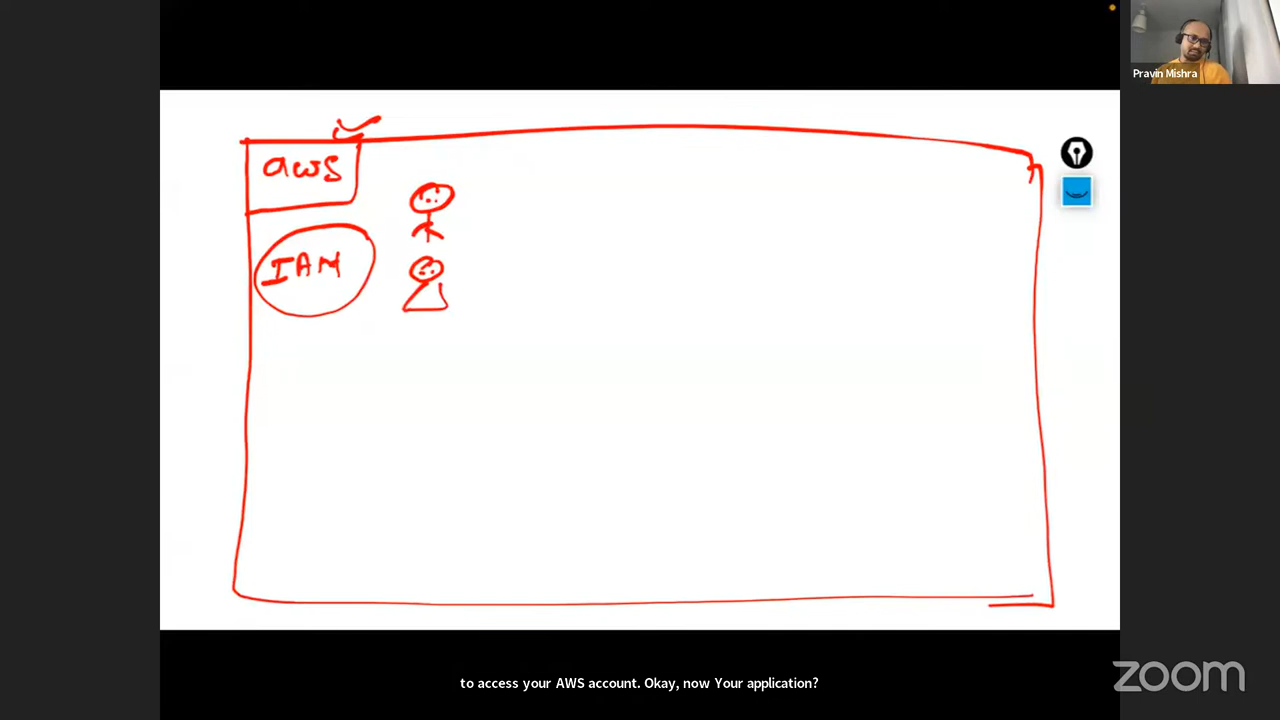 Pravin Mishra
aws
IAM
to access your AWS account. Okay, now Your application?
zoom